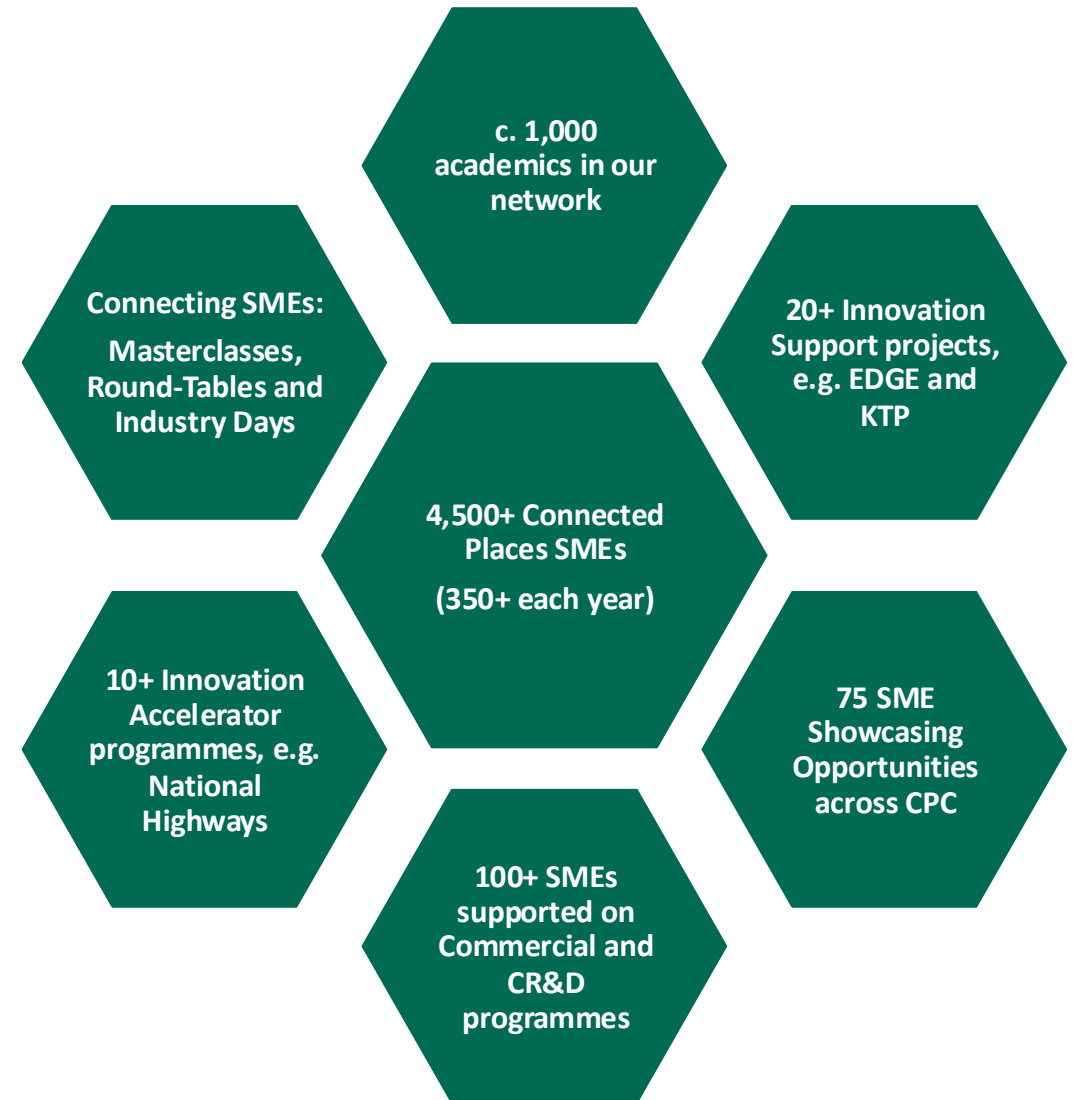 c. 1,000
academics in our
network
Connecting SMEs:
Masterclasses,
Round-Tables and
Industry Days
20+ Innovation
Support projects,
e.g. EDGE and
KTP
4,500+ Connected
Places SMEs
(350+ each year)
10+ Innovation
Accelerator
programmes, e.g.
National
Highways
75 SME
Showcasing
Opportunities
across CPC
100+ SMEs
supported on
Commercial and
CR&D
programmes